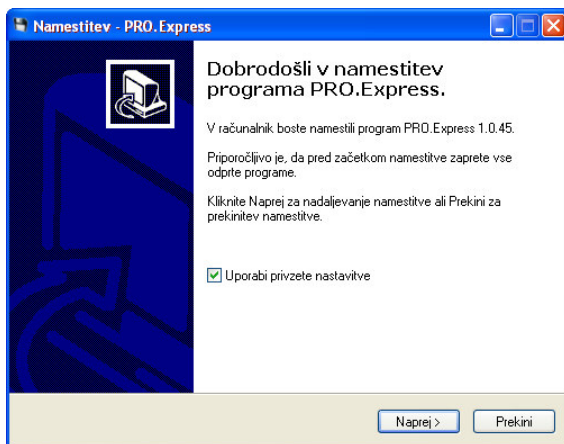 Namestitev - PRO.Express
Dobrodošli v namestitev
programa PRO.Express.
V računalnik boste namestili program PRO.Express 1.0.45.
Priporočljivo je, da pred začetkom namestitve zaprete vse
odprte programe.
Kliknite Naprej za nadaljevanje namestitve ali Prekini za
prekinitev namestitve.
Uporabi privzete nastavitve
Naprej >
Prekini